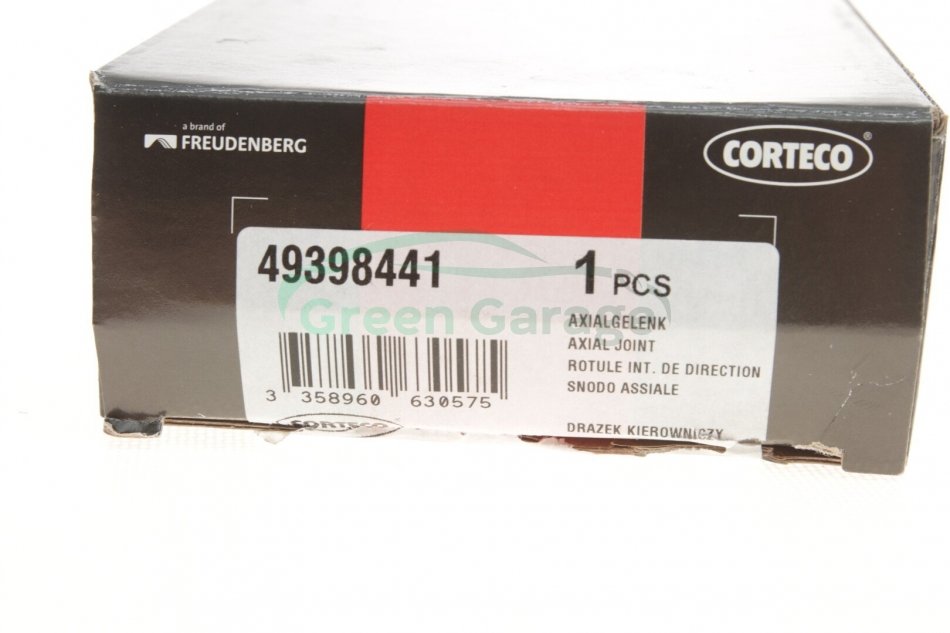 a brand of
FREUDENBERG
CORTECO®
49398441
1 PCS
Green Garage
AXIALGELENK
AXIAL JOINT
ROTULE INT. DE DIRECTION
SNODO ASSIALE
3 358960 630575
CORTECO
DRAZEK KIEROWNICZY